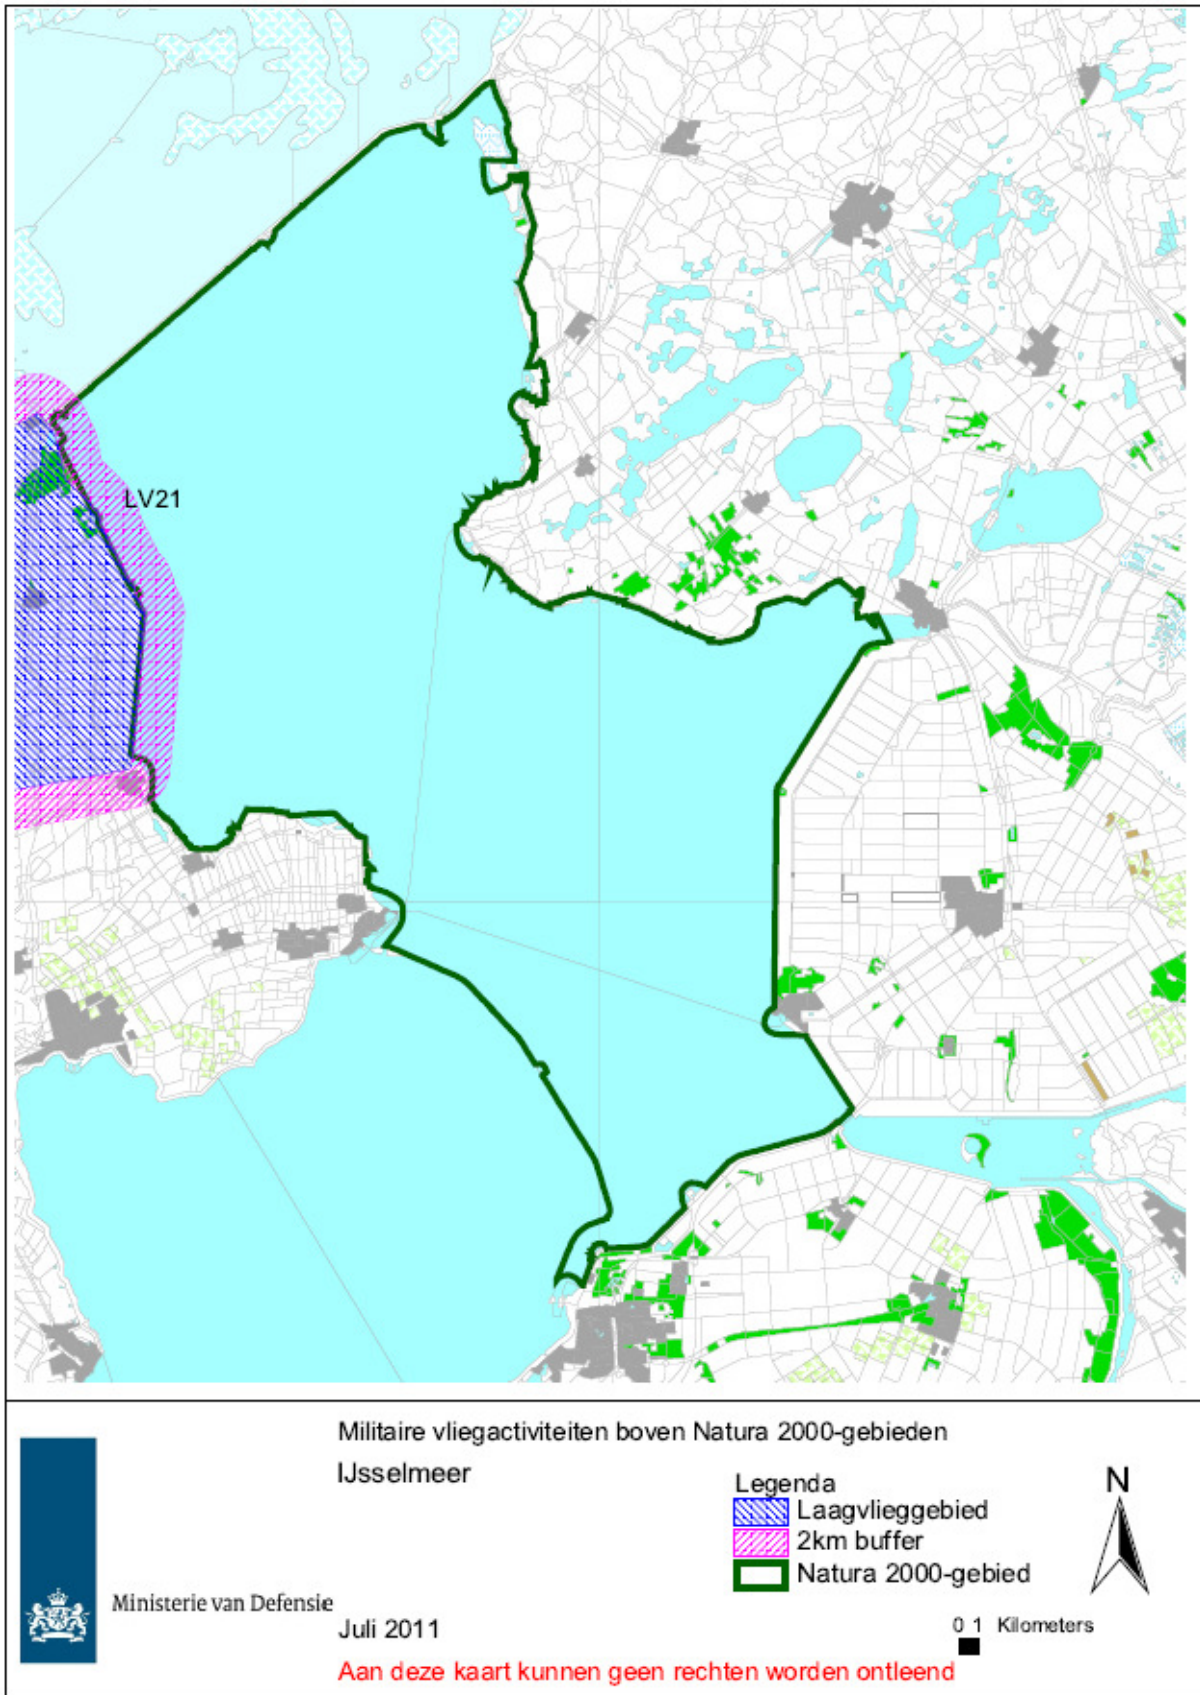 LV21
Militaire vliegactiviteiten boven Natura 2000-gebieden
IJsselmeer
Legenda
Laagvlieggebied
2km buffer
Natura 2000-gebied
N
Ministerie van Defensie
Juli 2011
0 1 Kilometers
Aan deze kaart kunnen geen rechten worden ontleend